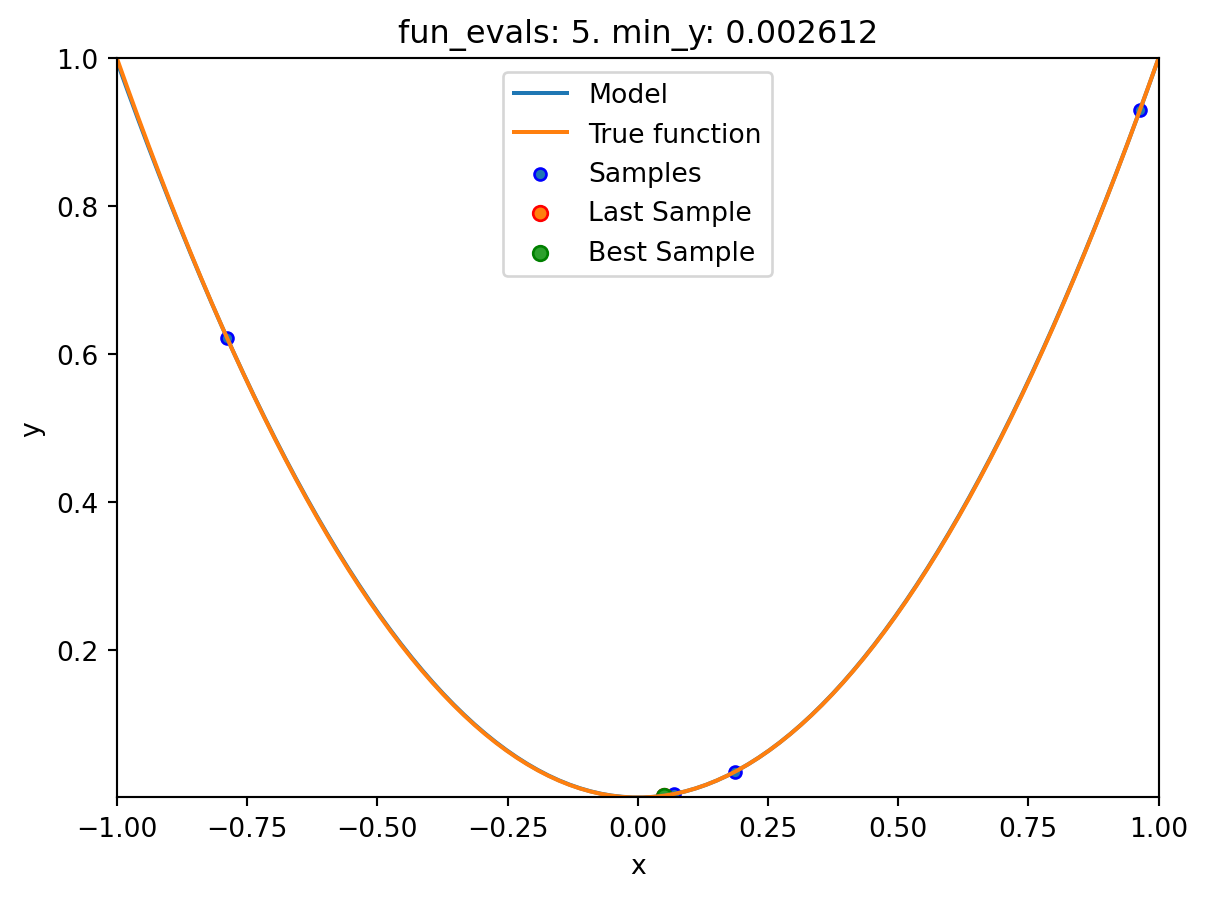 fun_evals: 5. min_y: 0.002612
Model
True function
Samples
Last Sample
Best Sample
1.0
0.8
0.6
0.4
0.2
y
−1.00 −0.75 −0.50 −0.25 0.00 0.25 0.50 0.75 1.00
x